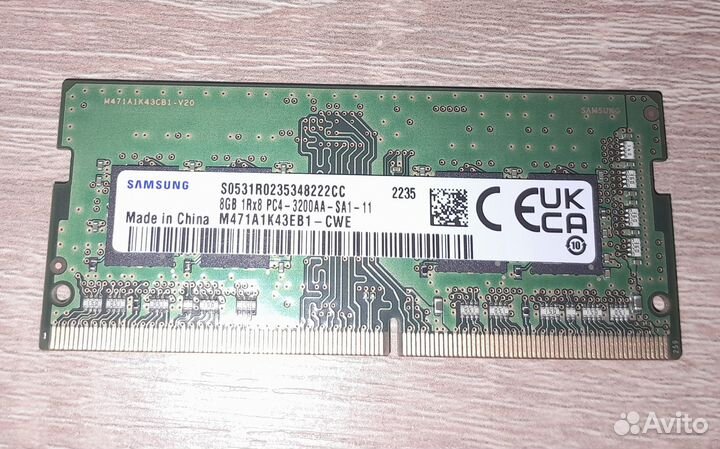 M471A1K43CB1-V20
SAMSUNG
SAMSUNG
S0531R0235348222CC 2235
8GB 1Rx8 PC4-3200AA-SA1-11
Made in China M471A1K43EB1-CWE
CE UK CA
10
259
Avito